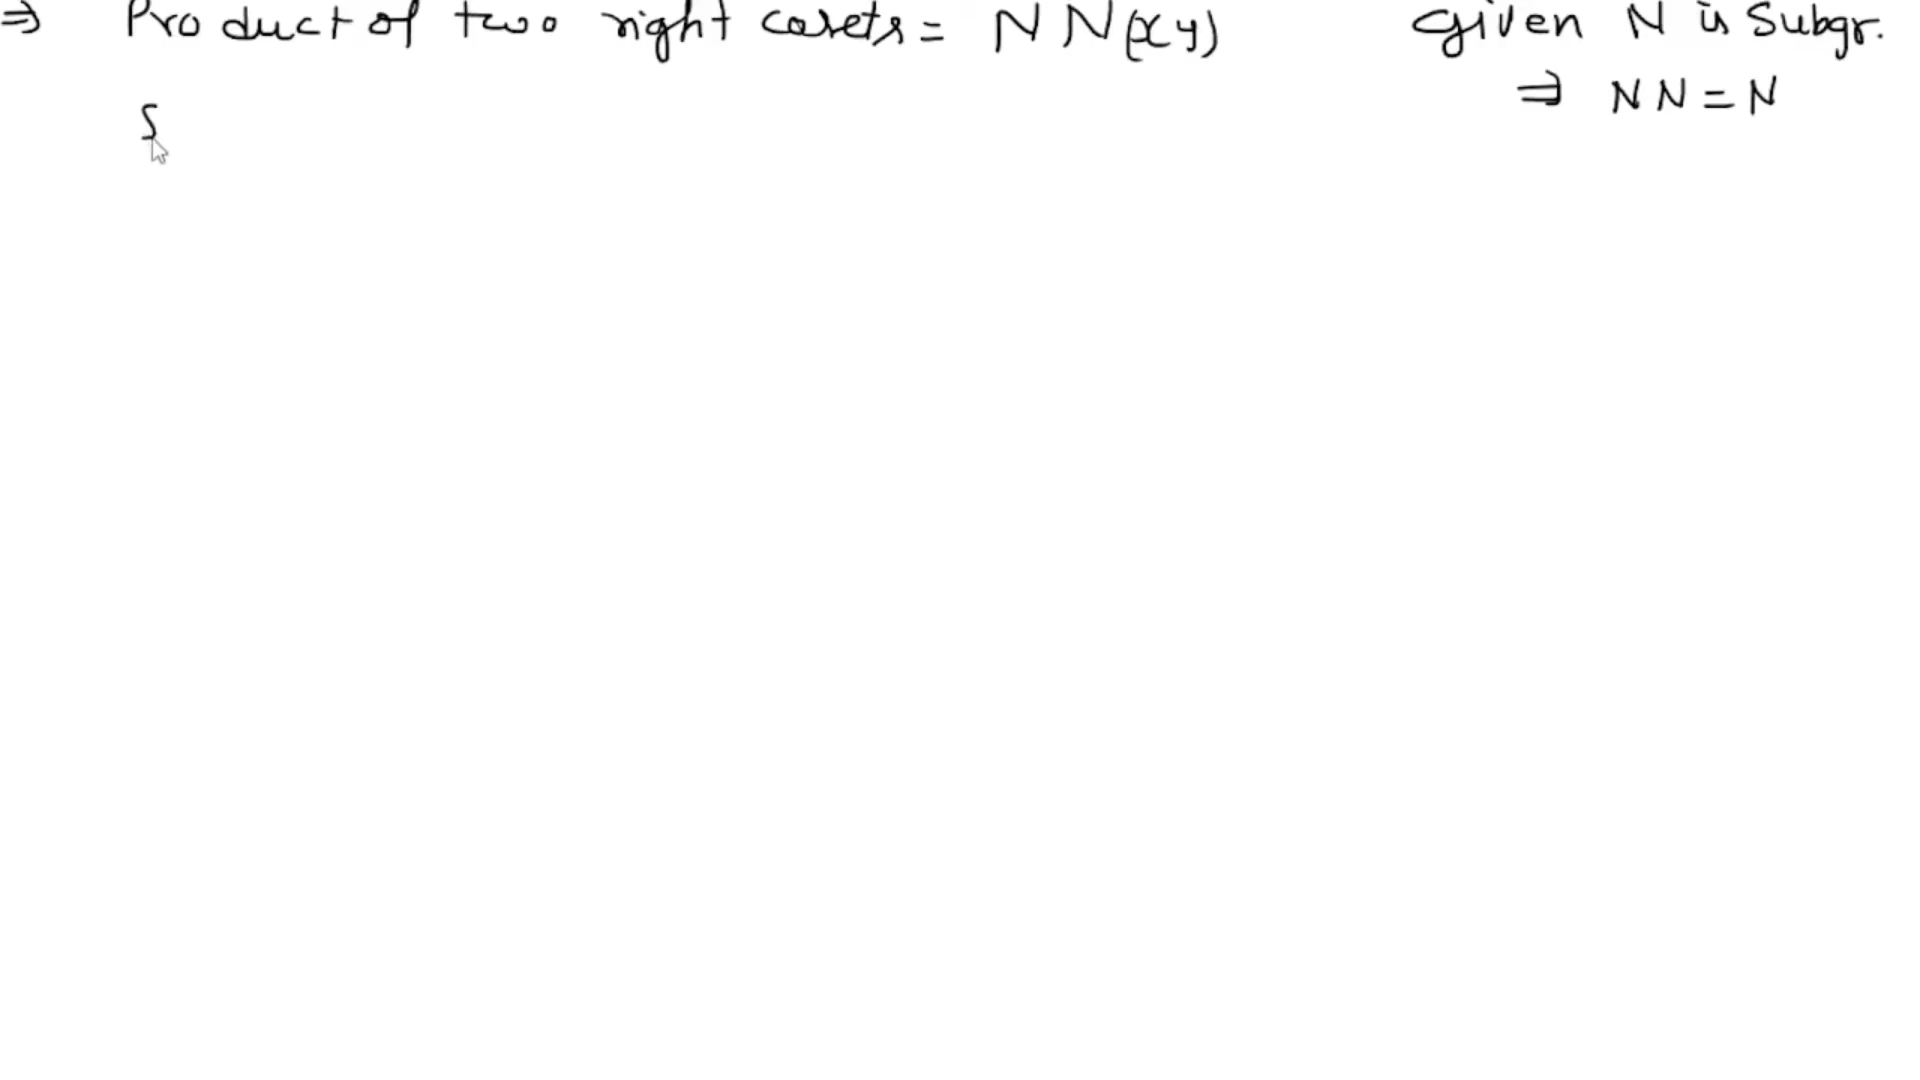 ⇒ Product of two right cosets = N N(xy) given N is Subgr.
⇒ N N = N
S